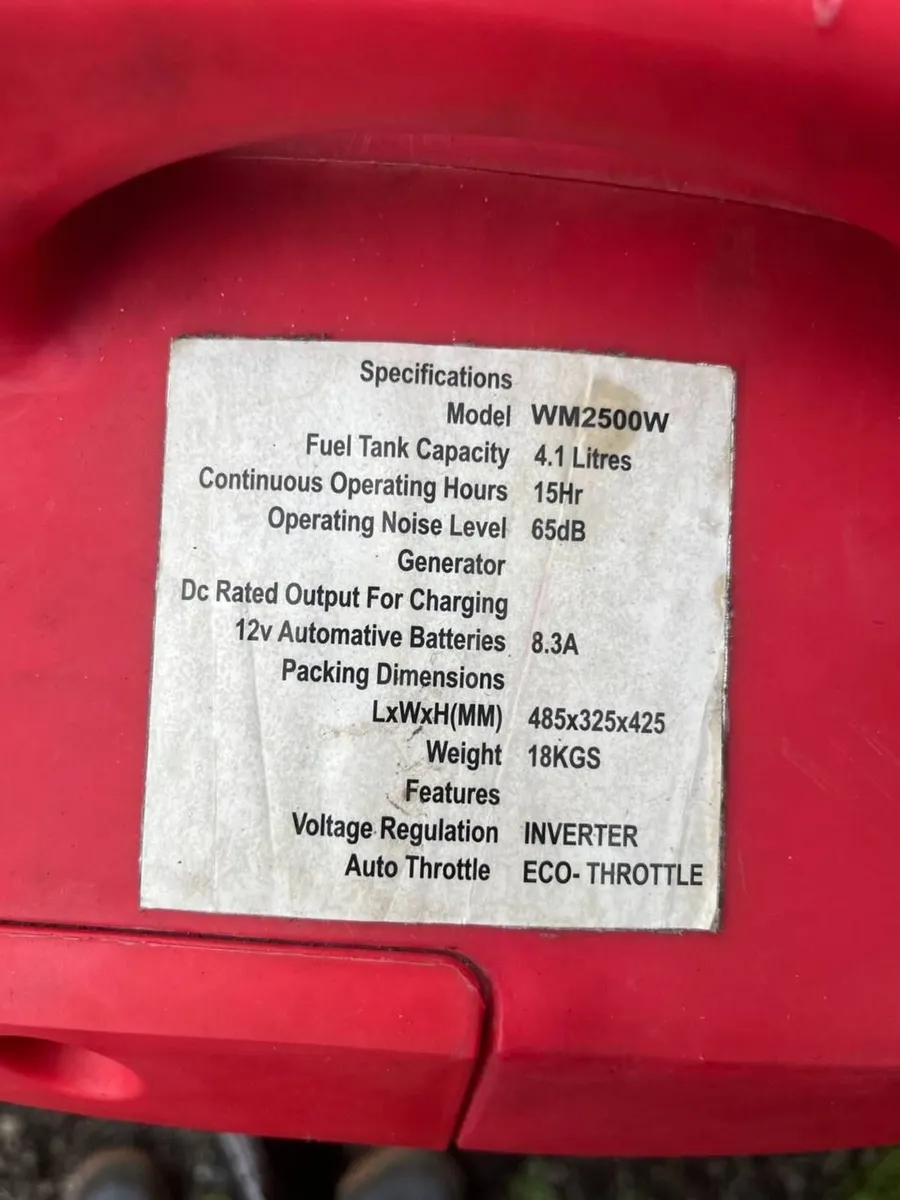 Specifications
Model WM2500W
Fuel Tank Capacity 4.1 Litres
Continuous Operating Hours 15Hr
Operating Noise Level 65dB
Generator
Dc Rated Output For Charging
12v Automative Batteries 8.3A
Packing Dimensions
LxWxH(MM) 485x325x425
Weight 18KGS
Features
Voltage Regulation INVERTER
Auto Throttle ECO- THROTTLE